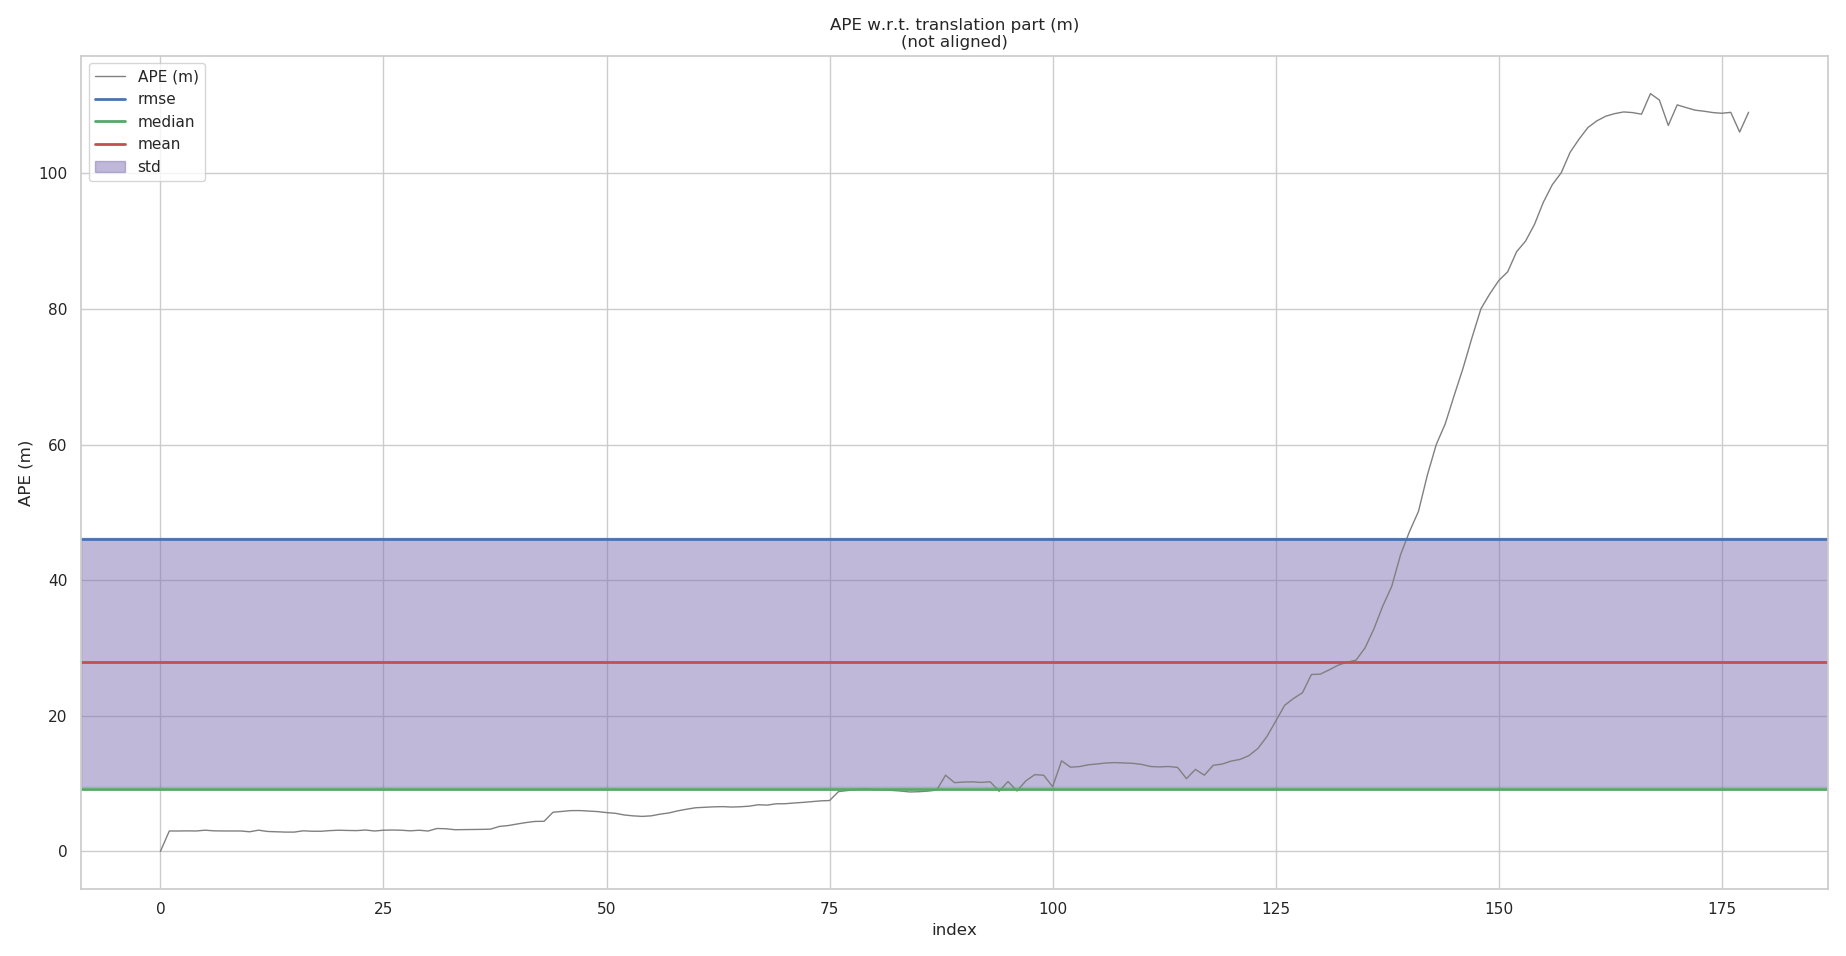 APE w.r.t. translation part (m)
(not aligned)
APE (m)
rmse
median
mean
std
100
80
60
40
20
0
APE (m)
0 25 50 75 100 125 150 175
index